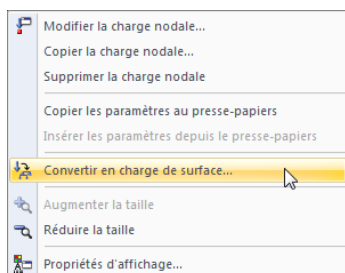 Modifier la charge nodale...
Copier la charge nodale...
Supprimer la charge nodale
Copier les paramètres au presse-papiers
Insérer les paramètres depuis le presse-papiers
Convertir en charge de surface...
Augmenter la taille
Réduire la taille
Propriétés d'affichage...